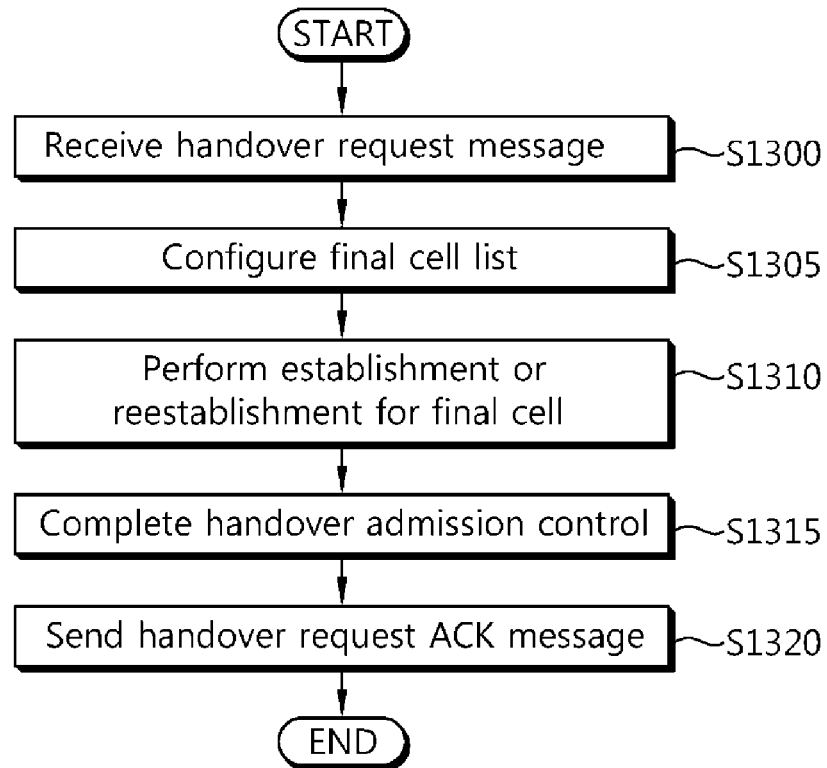 START
Receive handover request message
S1300
Configure final cell list
S1305
Perform establishment or
reestablishment for final cell
S1310
Complete handover admission control
S1315
Send handover request ACK message
S1320
END